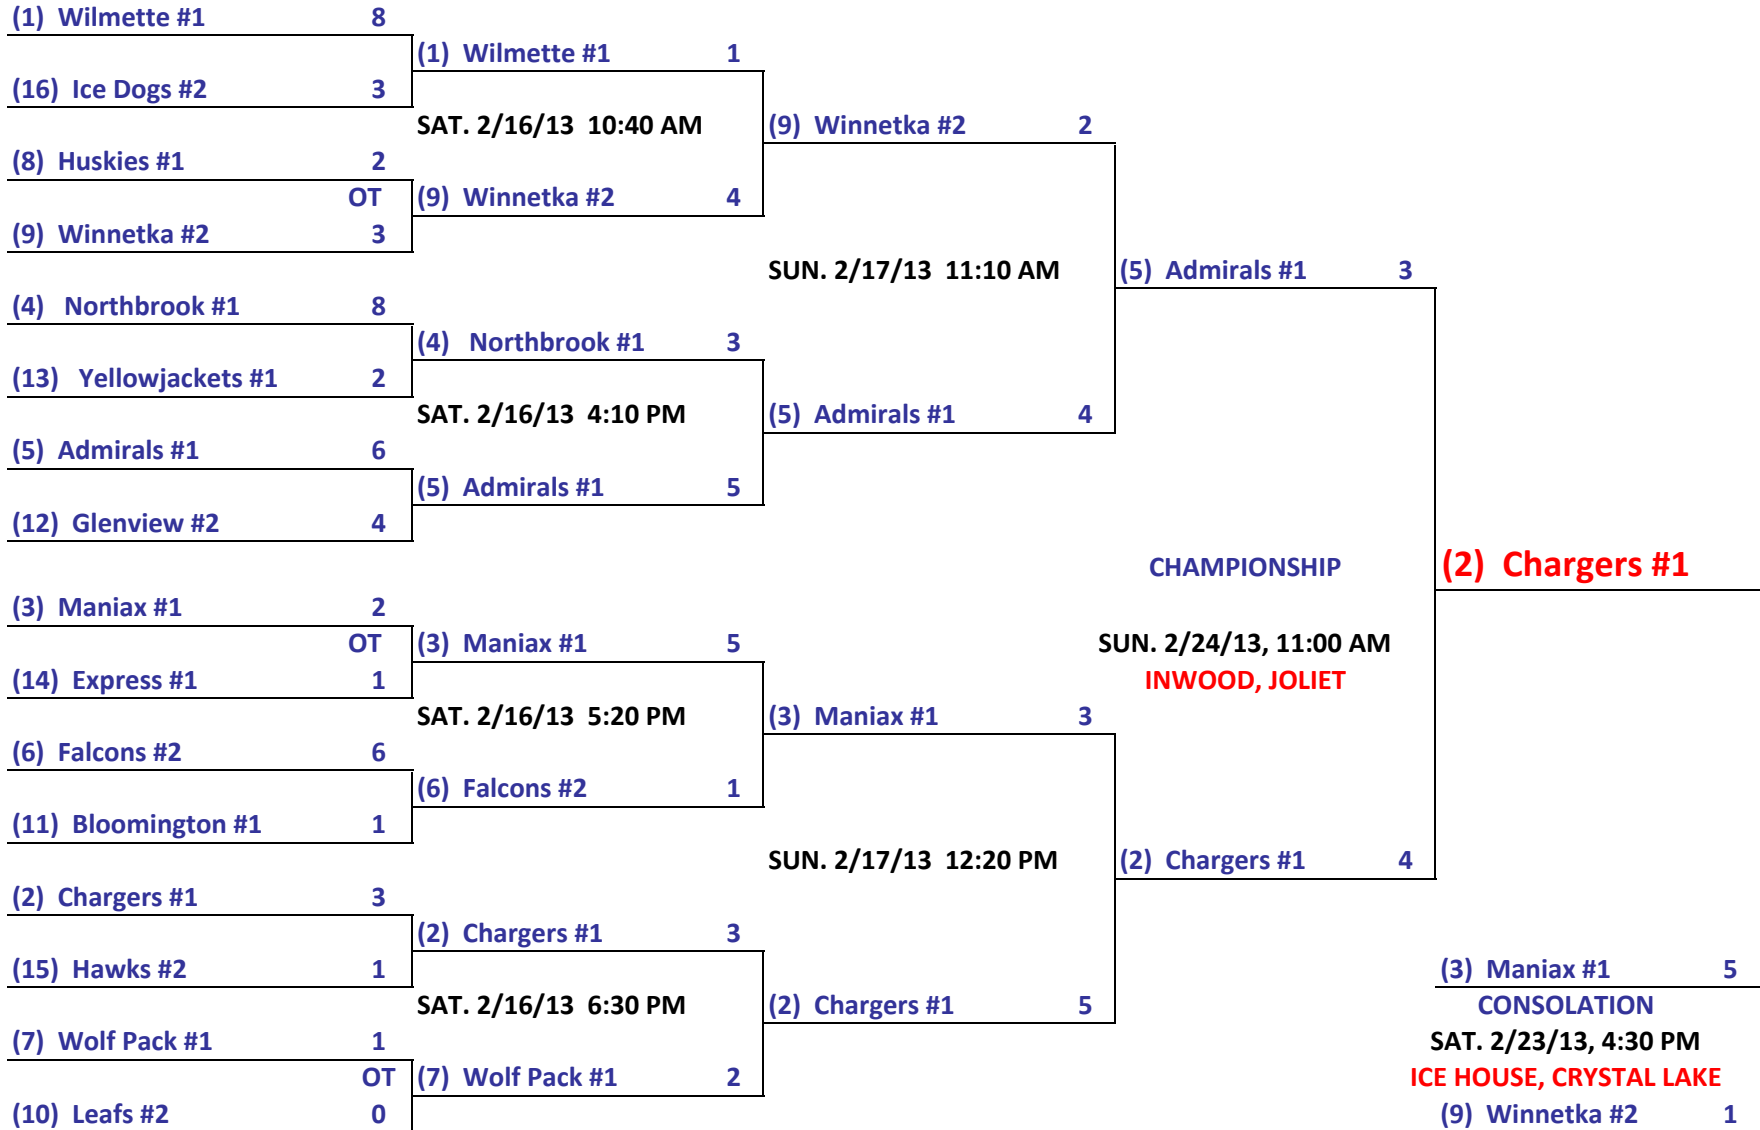 (1) Wilmette #1 8
(1) Wilmette #1 1
(16) Ice Dogs #2 3
SAT. 2/16/13 10:40 AM
(9) Winnetka #2 2
(8) Huskies #1 2
OT
(9) Winnetka #2 4
(9) Winnetka #2 3
SUN. 2/17/13 11:10 AM
(5) Admirals #1 3
(4) Northbrook #1 8
(4) Northbrook #1 3
(13) Yellowjackets #1 2
SAT. 2/16/13 4:10 PM
(5) Admirals #1 4
(5) Admirals #1 6
(5) Admirals #1 5
(12) Glenview #2 4
CHAMPIONSHIP
(2) Chargers #1
(3) Maniax #1 2
OT
(3) Maniax #1 5
SUN. 2/24/13, 11:00 AM
(14) Express #1 1
INWOOD, JOLIET
SAT. 2/16/13 5:20 PM
(3) Maniax #1 3
(6) Falcons #2 6
(6) Falcons #2 1
(11) Bloomington #1 1
SUN. 2/17/13 12:20 PM
(2) Chargers #1 4
(2) Chargers #1 3
(2) Chargers #1 3
(15) Hawks #2 1
(3) Maniax #1 5
SAT. 2/16/13 6:30 PM
(2) Chargers #1 5
CONSOLATION
(7) Wolf Pack #1 1
SAT. 2/23/13, 4:30 PM
OT
(7) Wolf Pack #1 2
ICE HOUSE, CRYSTAL LAKE
(10) Leafs #2 0
(9) Winnetka #2 1